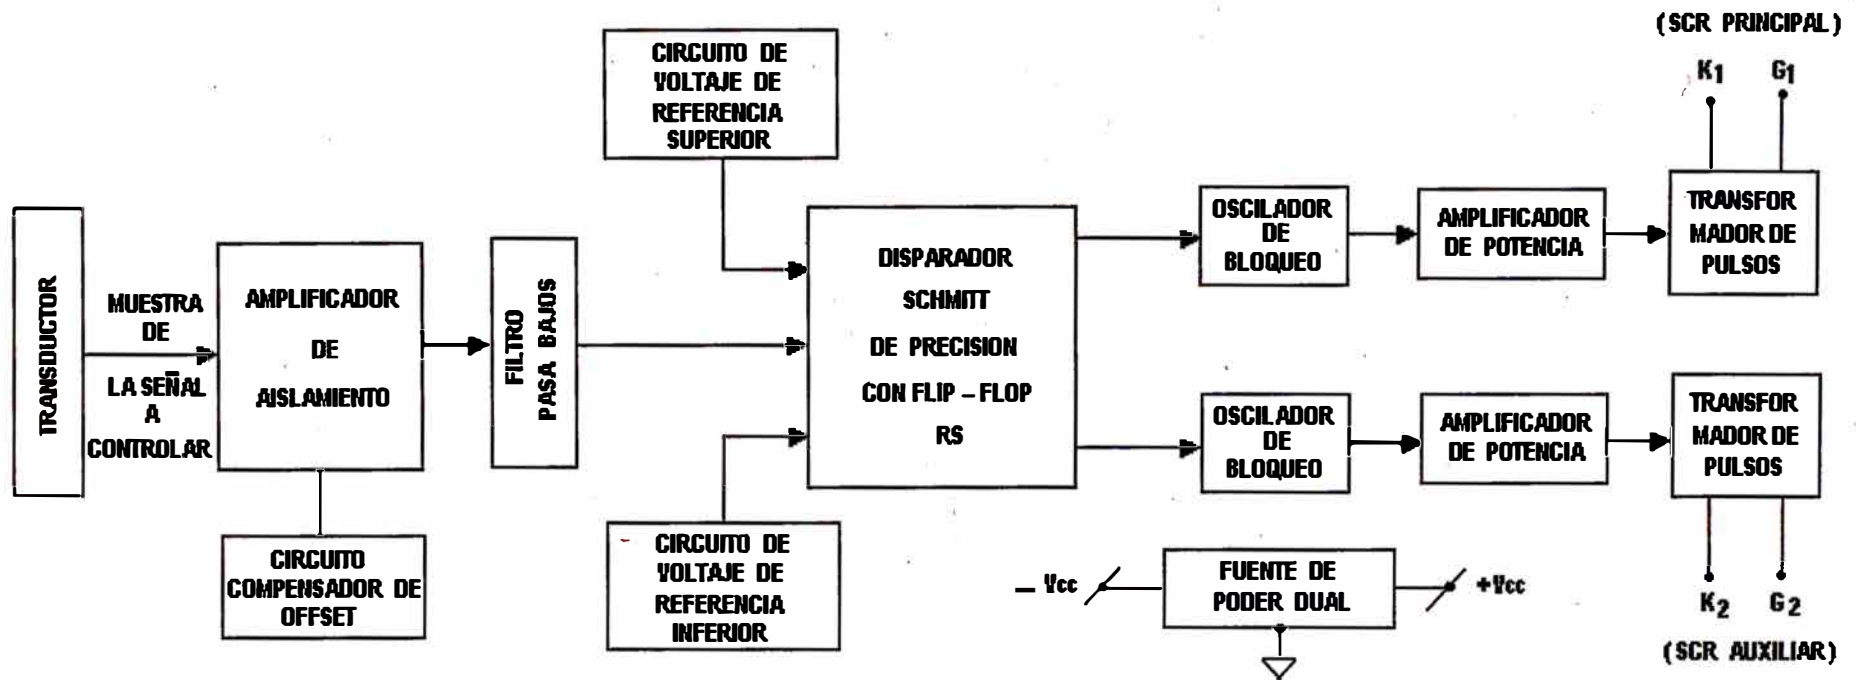 TRANSDUCTOR
MUESTRA
DE
LA SEÑAL
A
CONTROLAR
AMPLIFICADOR
DE
AISLAMIENTO
CIRCUITO
COMPENSADOR DE
OFFSET
FILTRO
PASA BAJOS
CIRCUITO DE
VOLTAJE DE
REFERENCIA
SUPERIOR
CIRCUITO DE
VOLTAJE DE
REFERENCIA
INFERIOR
DISPARADOR
SCHMITT
DE PRECISION
CON FLIP – FLOP
RS
OSCILADOR
DE
BLOQUEO
AMPLIFICADOR
DE POTENCIA
TRANSFOR
MADOR DE
PULSOS
(SCR PRINCIPAL)
K1 G1
OSCILADOR
DE
BLOQUEO
AMPLIFICADOR
DE POTENCIA
TRANSFOR
MADOR DE
PULSOS
K2 G2
(SCR AUXILIAR)
– Vcc
FUENTE DE
PODER DUAL
+Vcc